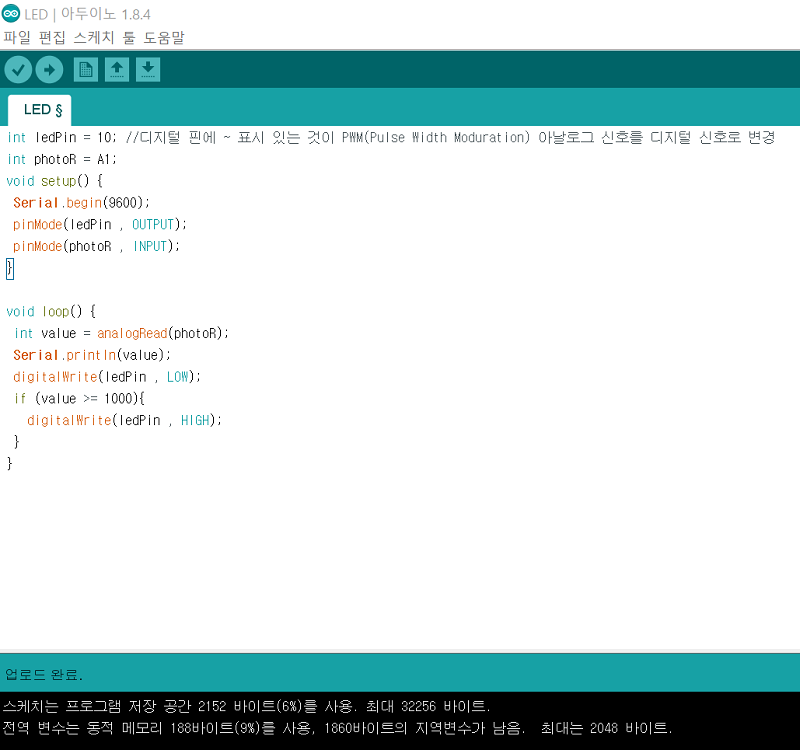 LED | 아두이노 1.8.4
파일 편집 스케치 툴 도움말
LED §
int ledPin = 10; //디지털 핀에 ~ 표시 있는 것이 PWM(Pulse Width Moduration) 아날로그 신호를 디지털 신호로 변경
int photoR = A1;
void setup() {
Serial.begin(9600);
pinMode(ledPin , OUTPUT);
pinMode(photoR , INPUT);
}
void loop() {
int value = analogRead(photoR);
Serial.println(value);
digitalWrite(ledPin , LOW);
if (value >= 1000){
digitalWrite(ledPin , HIGH);
}
}
업로드 완료.
스케치는 프로그램 저장 공간 2152 바이트(6%)를 사용. 최대 32256 바이트.
전역 변수는 동적 메모리 188바이트(9%)를 사용, 1860바이트의 지역변수가 남음.  최대는 2048 바이트.